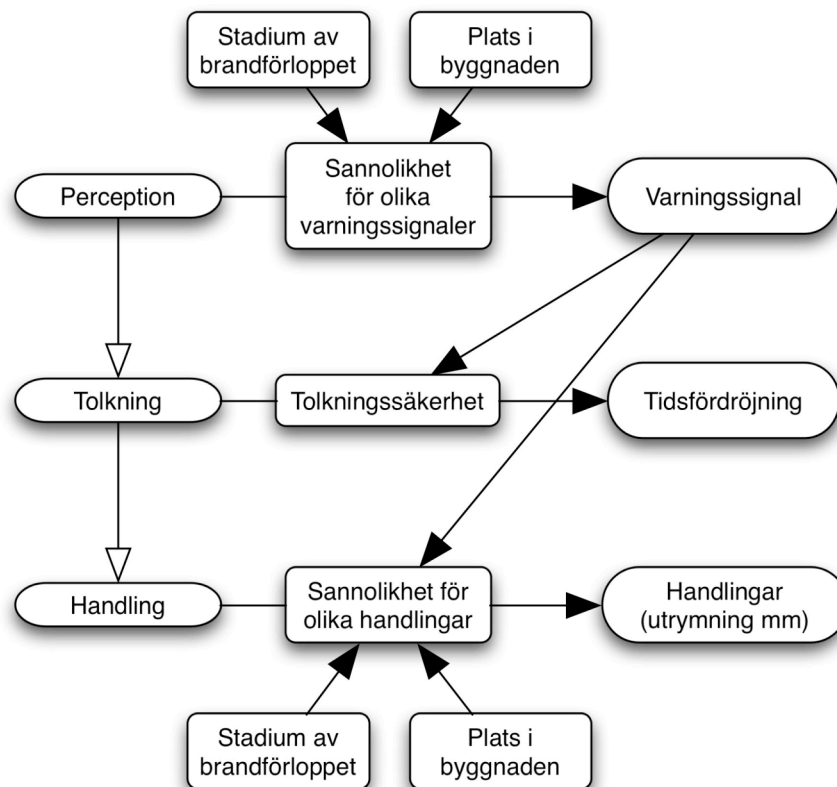 Stadium av
brandförloppet
Plats i
byggnaden
Perception
Sannolikhet
för olika
varningssignaler
Varningssignal
Tolkning
Tolkningssäkerhet
Tidsfördröjning
Handling
Sannolikhet för
olika handlingar
Handlingar
(utrymning mm)
Stadium av
brandförloppet
Plats i
byggnaden